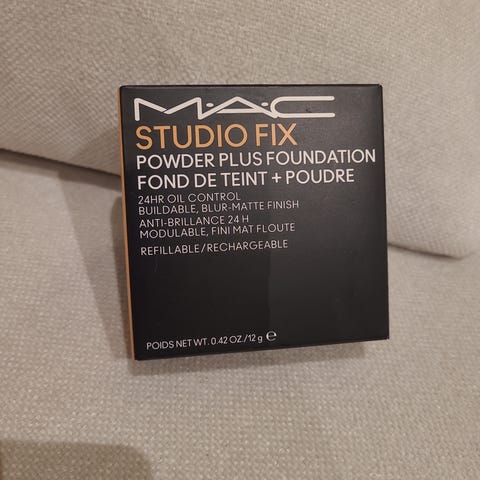 M·A·C
STUDIO FIX
POWDER PLUS FOUNDATION
FOND DE TEINT + POUDRE
24HR OIL CONTROL
BUILDABLE, BLUR-MATTE FINISH
ANTI-BRILLANCE 24 H
MODULABLE, FINI MAT FLOUTE
REFILLABLE/RECHARGEABLE
POIDS NET WT. 0.42 OZ./12 g ℮